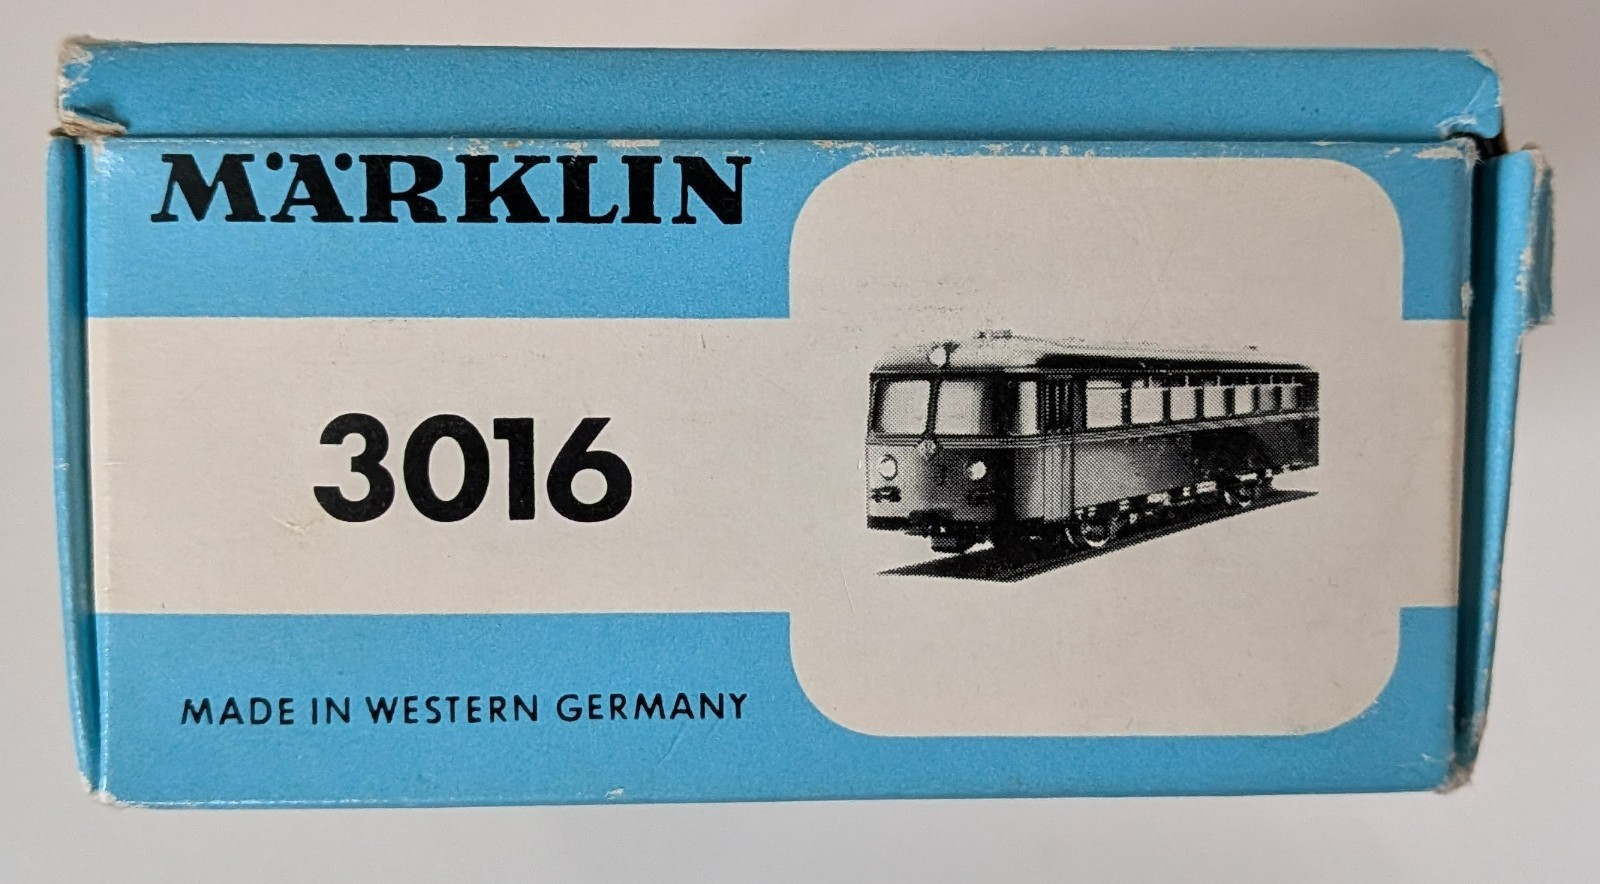 MÄRKLIN
3016
MADE IN WESTERN GERMANY